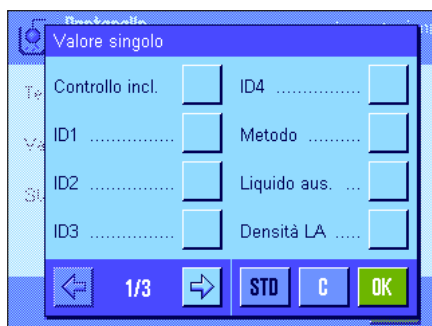 Valore singolo
Controllo incl.
ID4 ...............
ID1 ...............
Metodo ..........
ID2 ...............
Liquido aus. ...
ID3 ...............
Densità LA .....
1/3
STD
C
OK